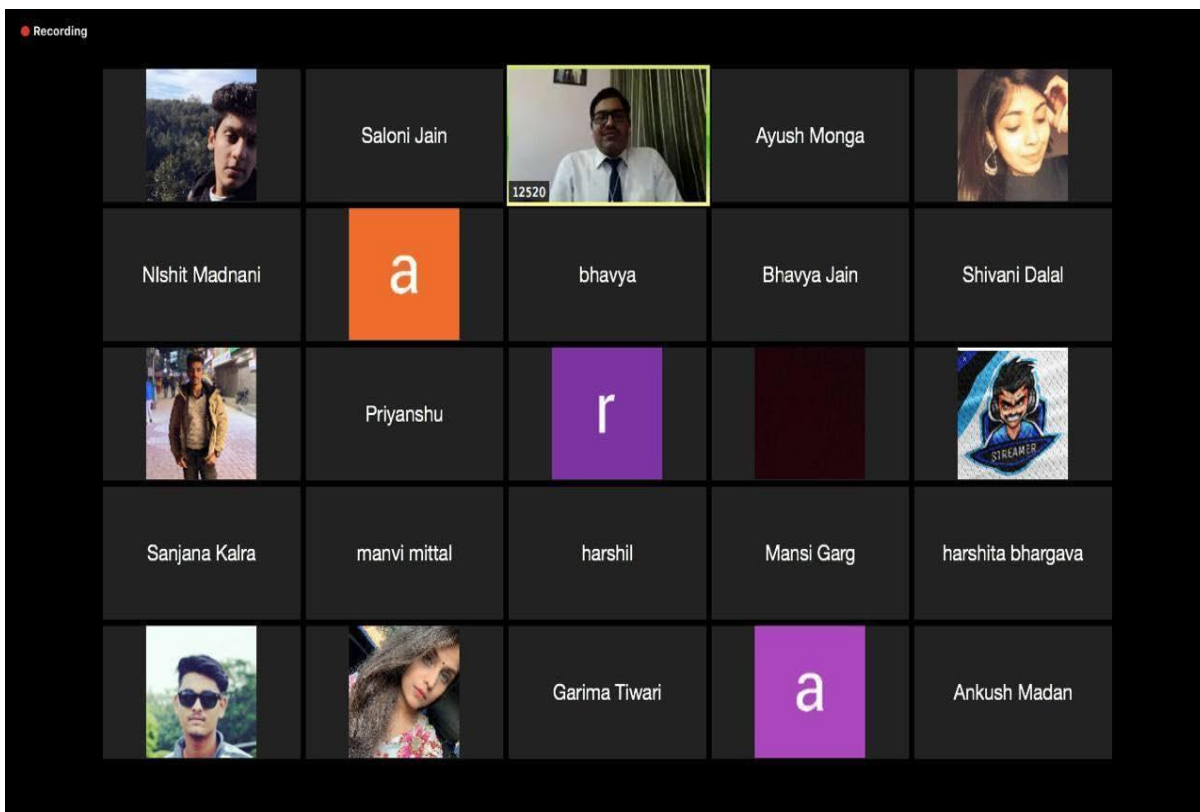 Recording
Saloni Jain
12520
Ayush Monga
NIshit Madnani
a
bhavya
Bhavya Jain
Shivani Dalal
Priyanshu
r
STREAMER
Sanjana Kalra
manvi mittal
harshil
Mansi Garg
harshita bhargava
Garima Tiwari
a
Ankush Madan